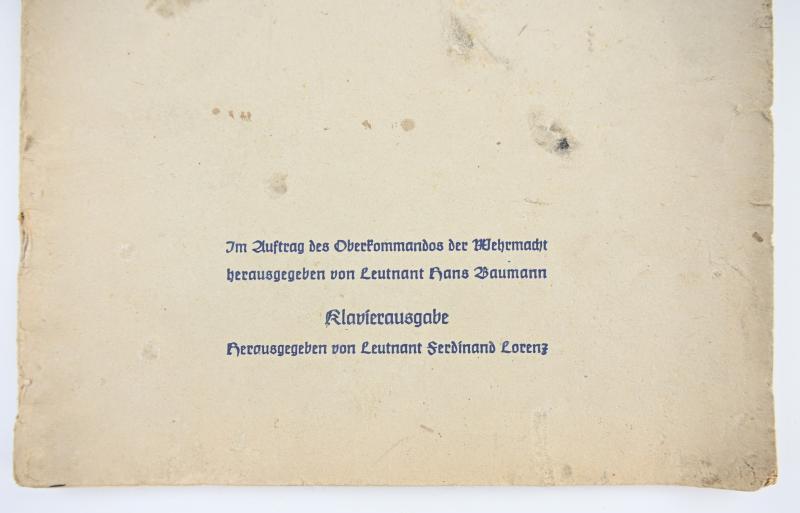 Im Auftrag des Oberkommandos der Wehrmacht
herausgegeben von Leutnant Hans Baumann
Klavierausgabe
Herausgegeben von Leutnant Ferdinand Lorenz